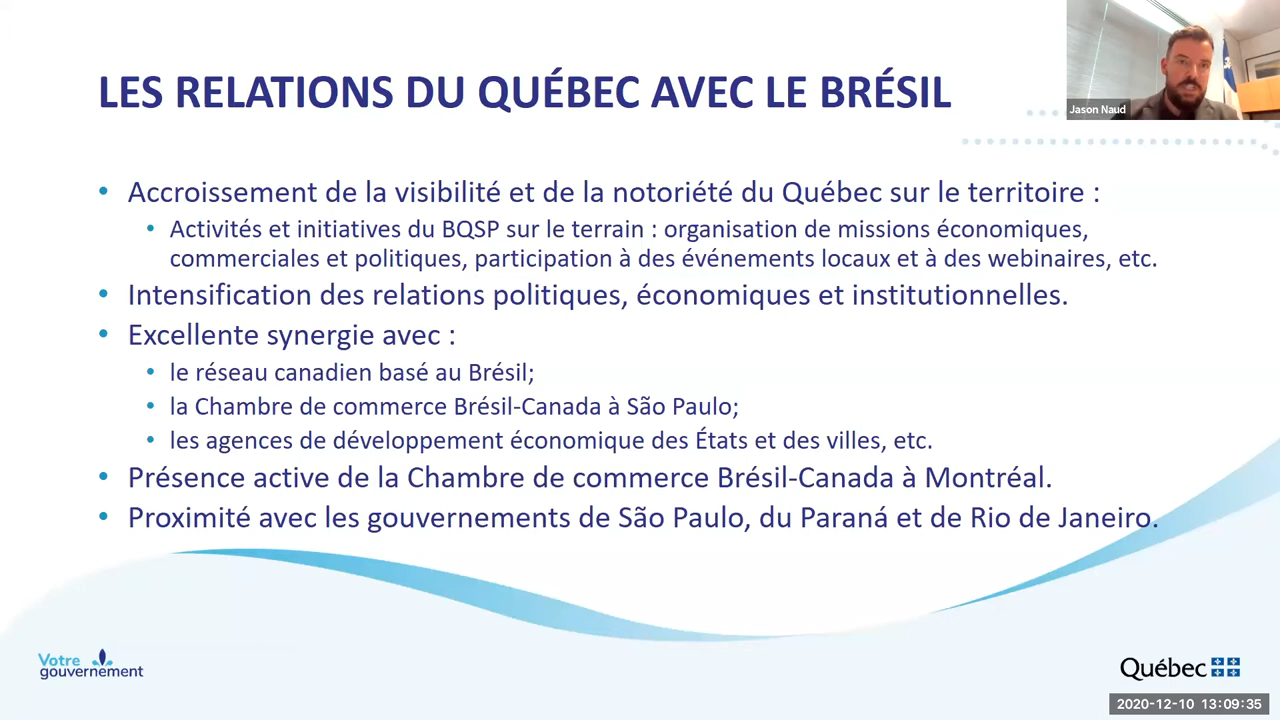 LES RELATIONS DU QUÉBEC AVEC LE BRÉSIL
Jason Naud
• Accroissement de la visibilité et de la notoriété du Québec sur le territoire :
• Activités et initiatives du BQSP sur le terrain : organisation de missions économiques,
commerciales et politiques, participation à des événements locaux et à des webinaires, etc.
• Intensification des relations politiques, économiques et institutionnelles.
• Excellente synergie avec :
• le réseau canadien basé au Brésil;
• la Chambre de commerce Brésil-Canada à São Paulo;
• les agences de développement économique des États et des villes, etc.
• Présence active de la Chambre de commerce Brésil-Canada à Montréal.
• Proximité avec les gouvernements de São Paulo, du Paraná et de Rio de Janeiro.
Votre
gouvernement
Québec
2020-12-10 13:09:35